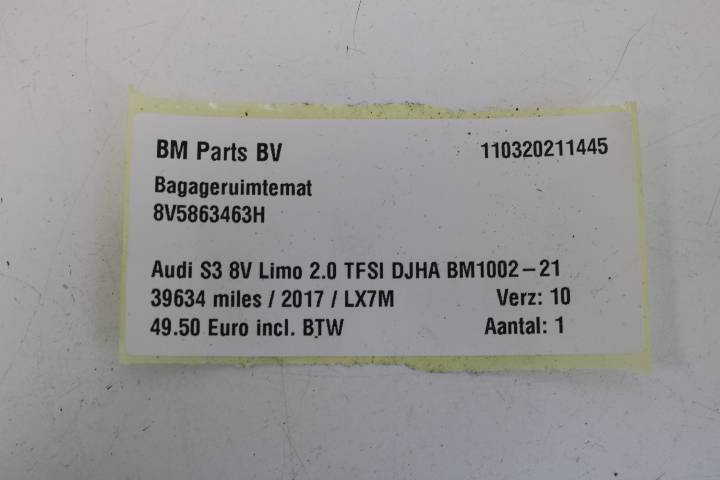 BM Parts BV 110320211445
Bagageruimtemat
8V5863463H
Audi S3 8V Limo 2.0 TFSI DJHA BM1002-21
39634 miles / 2017 / LX7M Verz: 10
49.50 Euro incl. BTW Aantal: 1